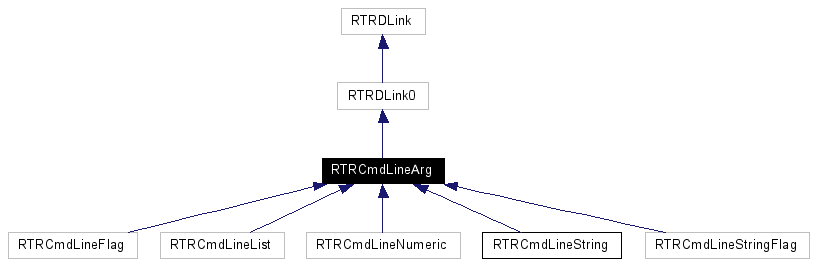 RTRDLink
RTRDLink0
RTRCmdLineArg
RTRCmdLineFlag
RTRCmdLineList
RTRCmdLineNumeric
RTRCmdLineString
RTRCmdLineStringFlag